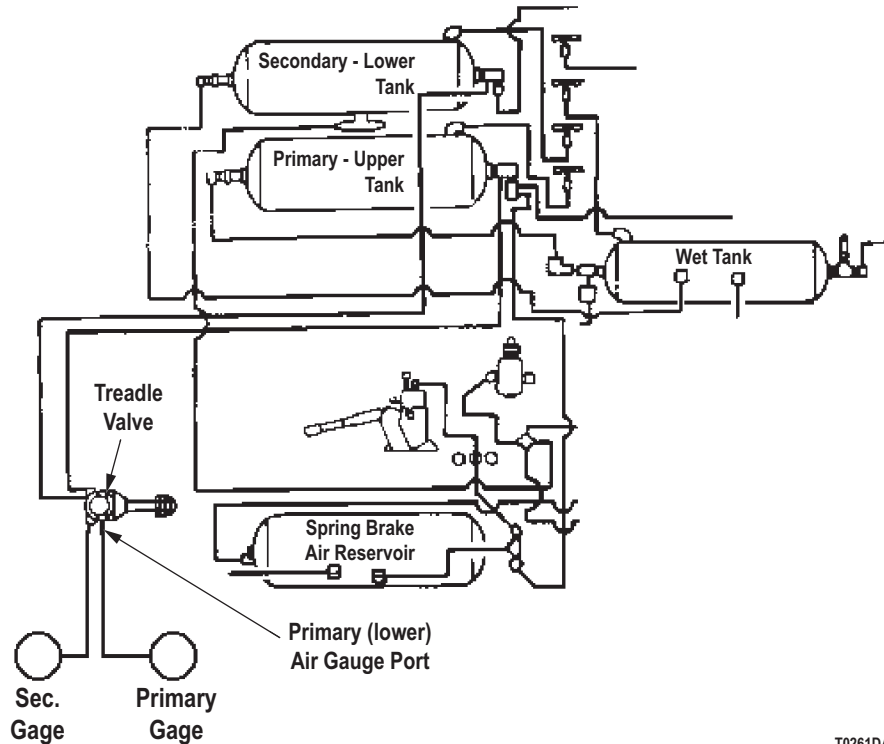 Secondary - Lower
Tank
Primary - Upper
Tank
Wet Tank
Treadle
Valve
Spring Brake
Air Reservoir
Primary (lower)
Air Gauge Port
Sec.
Gage
Primary
Gage